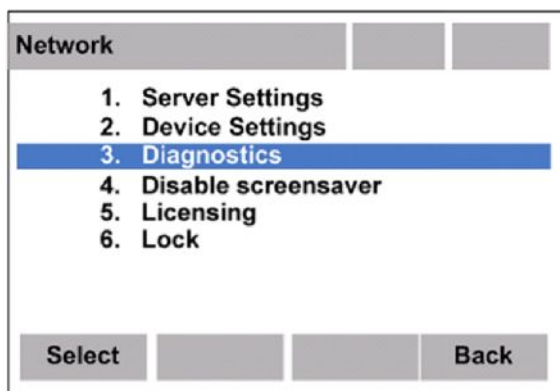 Network
1. Server Settings
2. Device Settings
3. Diagnostics
4. Disable screensaver
5. Licensing
6. Lock
Select Back